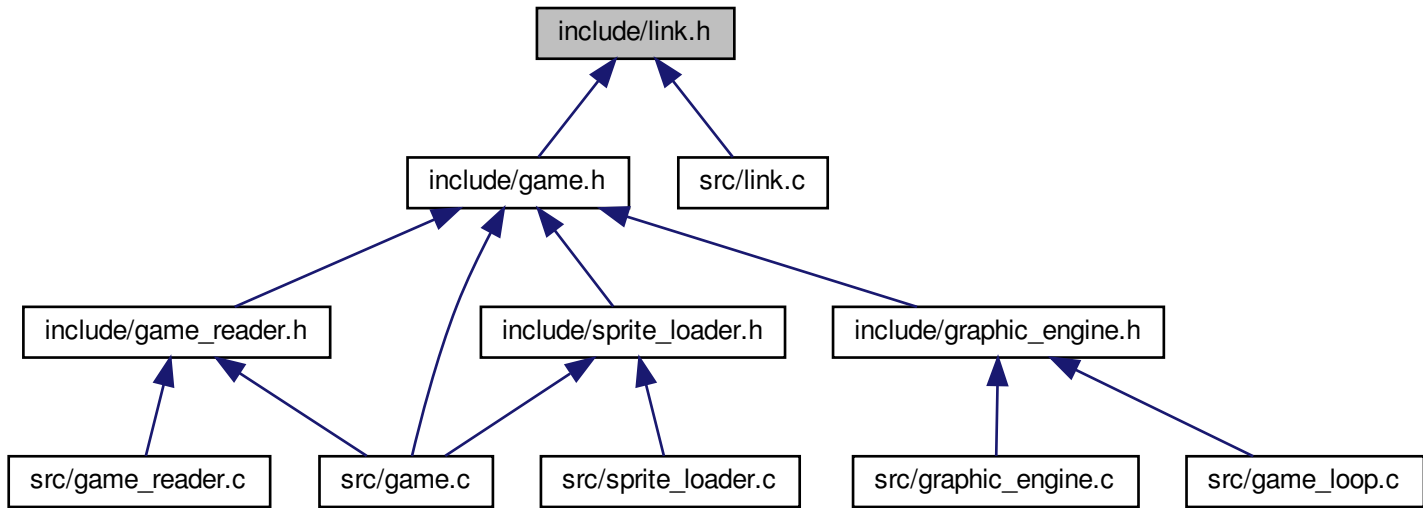 include/link.h
include/game.h
src/link.c
include/game_reader.h
include/sprite_loader.h
include/graphic_engine.h
src/game_reader.c
src/game.c
src/sprite_loader.c
src/graphic_engine.c
src/game_loop.c